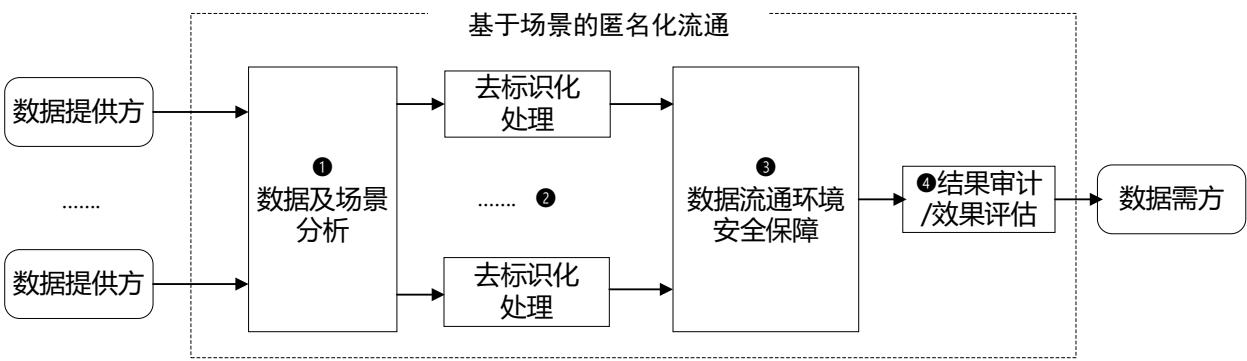 基于场景的匿名化流通
数据提供方
.......
数据提供方
❶
数据及场景
分析
去标识化
处理
....... ❷
去标识化
处理
❸
数据流通环境
安全保障
❹结果审计
/效果评估
数据需方